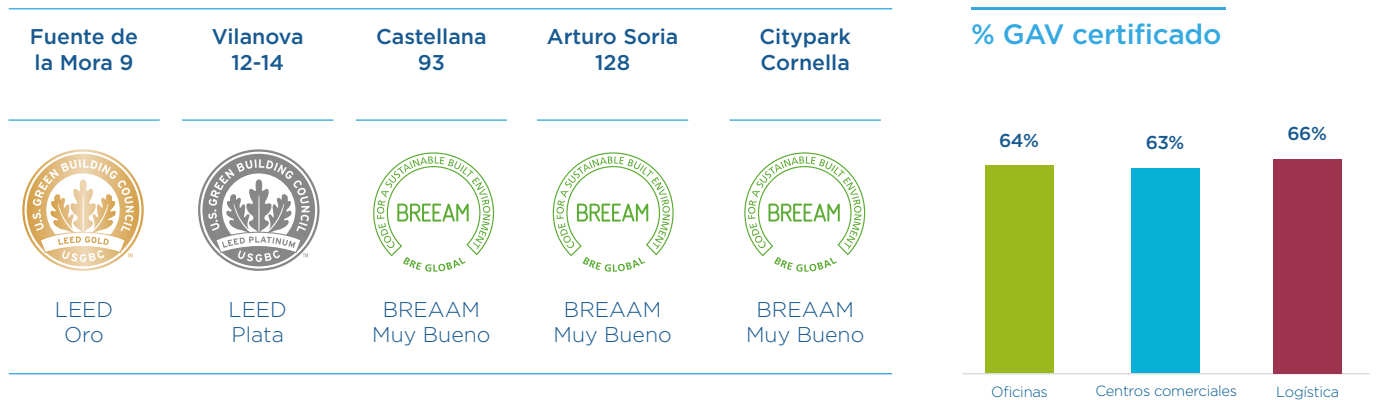 Fuente de
la Mora 9
Vilanova
12-14
Castellana
93
Arturo Soria
128
Citypark
Cornella
U.S. GREEN BUILDING COUNCIL
LEED GOLD
USGBC
TM
U.S. GREEN BUILDING COUNCIL
LEED PLATINUM
USGBC
TM
CODE FOR A SUSTAINABLE BUILT ENVIRONMENT
BREEAM
BRE GLOBAL
CODE FOR A SUSTAINABLE BUILT ENVIRONMENT
BREEAM
BRE GLOBAL
CODE FOR A SUSTAINABLE BUILT ENVIRONMENT
BREEAM
BRE GLOBAL
LEED
Oro
LEED
Plata
BREAAM
Muy Bueno
BREAAM
Muy Bueno
BREAAM
Muy Bueno
% GAV certificado
64%
63%
66%
Oficinas
Centros comerciales
Logística